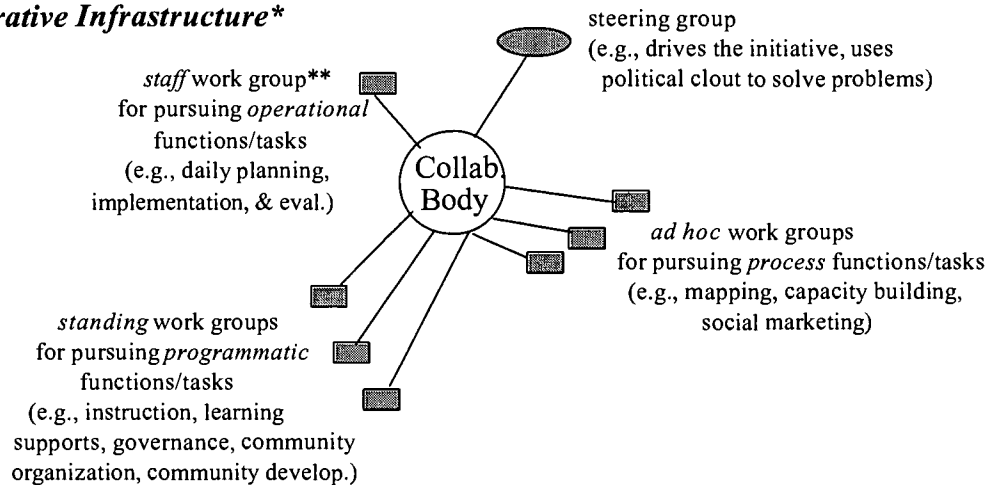 rative Infrastructure*
steering group
(e.g., drives the initiative, uses
political clout to solve problems)
staff work group**
for pursuing operational
functions/tasks
(e.g., daily planning,
implementation, & eval.)
Collab.
Body
ad hoc work groups
for pursuing process functions/tasks
(e.g., mapping, capacity building,
social marketing)
standing work groups
for pursuing programmatic
functions/tasks
(e.g., instruction, learning
supports, governance, community
organization, community develop.)